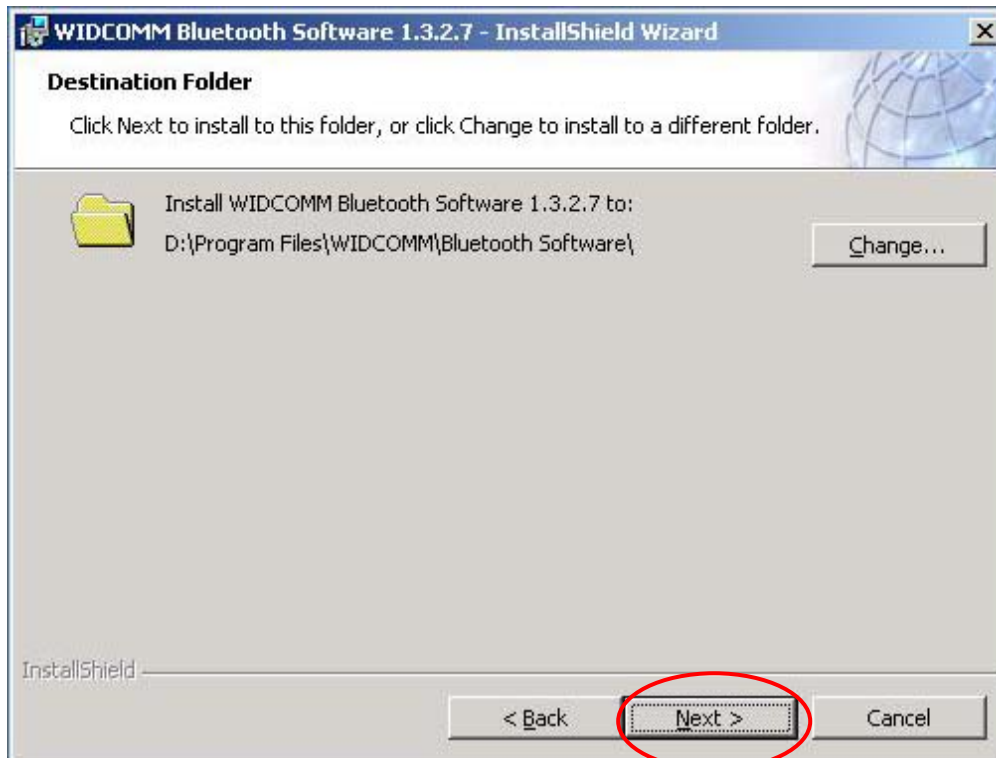 WIDCOMM Bluetooth Software 1.3.2.7 - InstallShield Wizard
Destination Folder
Click Next to install to this folder, or click Change to install to a different folder.
Install WIDCOMM Bluetooth Software 1.3.2.7 to:
D:\Program Files\WIDCOMM\Bluetooth Software\
Change...
InstallShield
< Back
Next >
Cancel